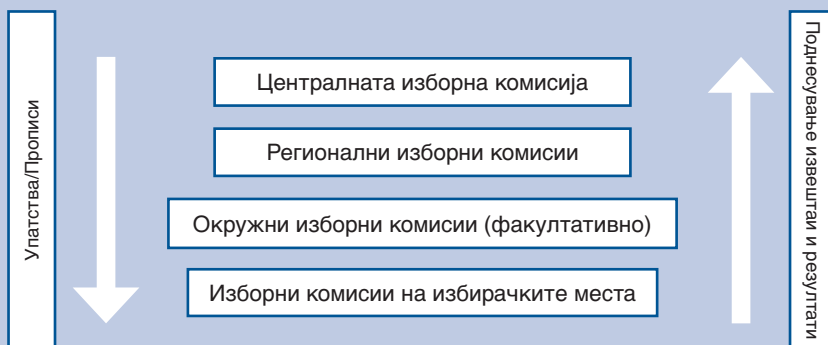 Упатства/Прописи
Централната изборна комисија
Регионални изборни комисии
Окружни изборни комисии (факултативно)
Изборни комисии на избирачките места
Поднесување извештаи и резултати